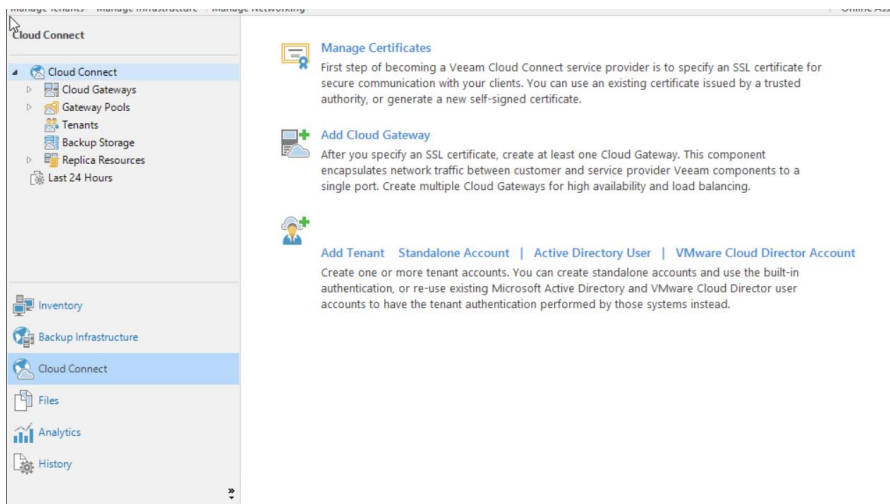 Manage Tenants Manage Infrastructure Manage Networking
Cloud Connect
Cloud Connect
Cloud Gateways
Gateway Pools
Tenants
Backup Storage
Replica Resources
Last 24 Hours
Inventory
Backup Infrastructure
Cloud Connect
Files
Analytics
History
Manage Certificates
First step of becoming a Veeam Cloud Connect service provider is to specify an SSL certificate for
secure communication with your clients. You can use an existing certificate issued by a trusted
authority, or generate a new self-signed certificate.
Add Cloud Gateway
After you specify an SSL certificate, create at least one Cloud Gateway. This component
encapsulates network traffic between customer and service provider Veeam components to a
single port. Create multiple Cloud Gateways for high availability and load balancing.
Add Tenant Standalone Account | Active Directory User | VMware Cloud Director Account
Create one or more tenant accounts. You can create standalone accounts and use the built-in
authentication, or re-use existing Microsoft Active Directory and VMware Cloud Director user
accounts to have the tenant authentication performed by those systems instead.